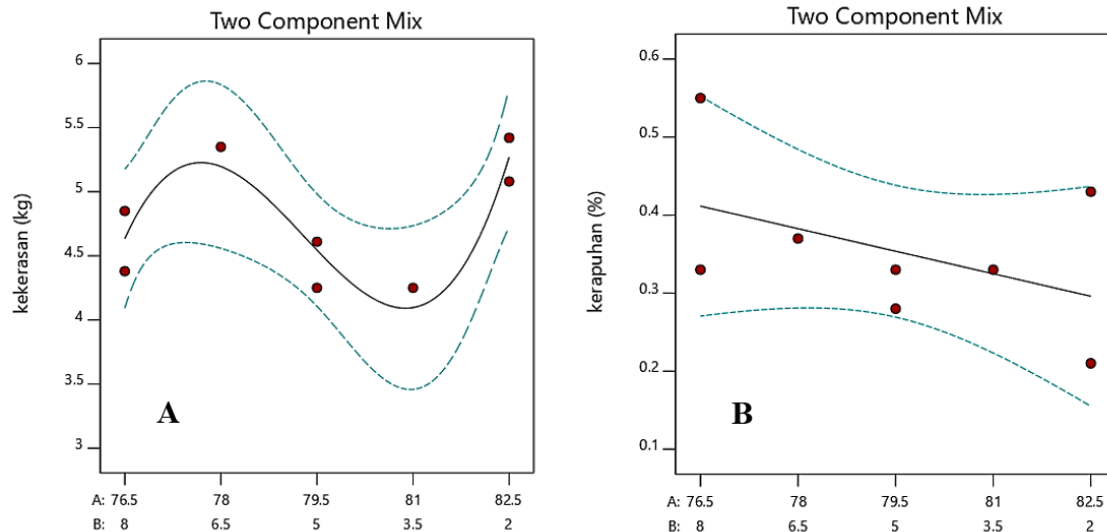 Two Component Mix
kekerasan (kg)
6
5.5
5
4.5
4
3.5
3
A
A: 76.5 78 79.5 81 82.5
B: 8 6.5 5 3.5 2
Two Component Mix
kerapuhan (%)
0.6
0.5
0.4
0.3
0.2
0.1
B
A: 76.5 78 79.5 81 82.5
B: 8 6.5 5 3.5 2